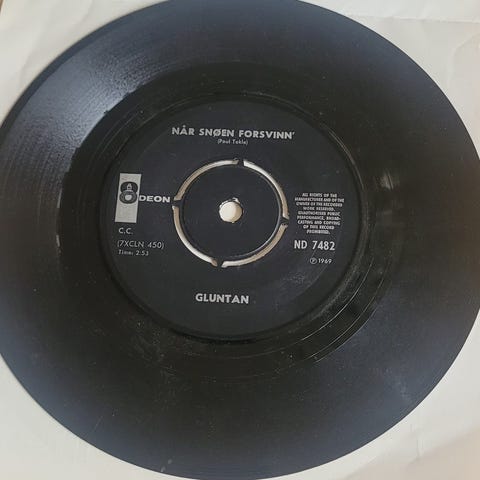 NÅR SNØEN FORSVINN'
(Paul Takle)
ODEON
C.C.
(7XCLN 450)
Time: 2:53
ALL RIGHTS OF THE
MANUFACTURER AND OF THE
OWNER OF THE RECORDED
WORK RESERVED.
UNAUTHORISED PUBLIC
PERFORMANCE, BROAD-
CASTING AND COPYING
OF THIS RECORD
PROHIBITED.
ND 7482
℗ 1969
GLUNTAN